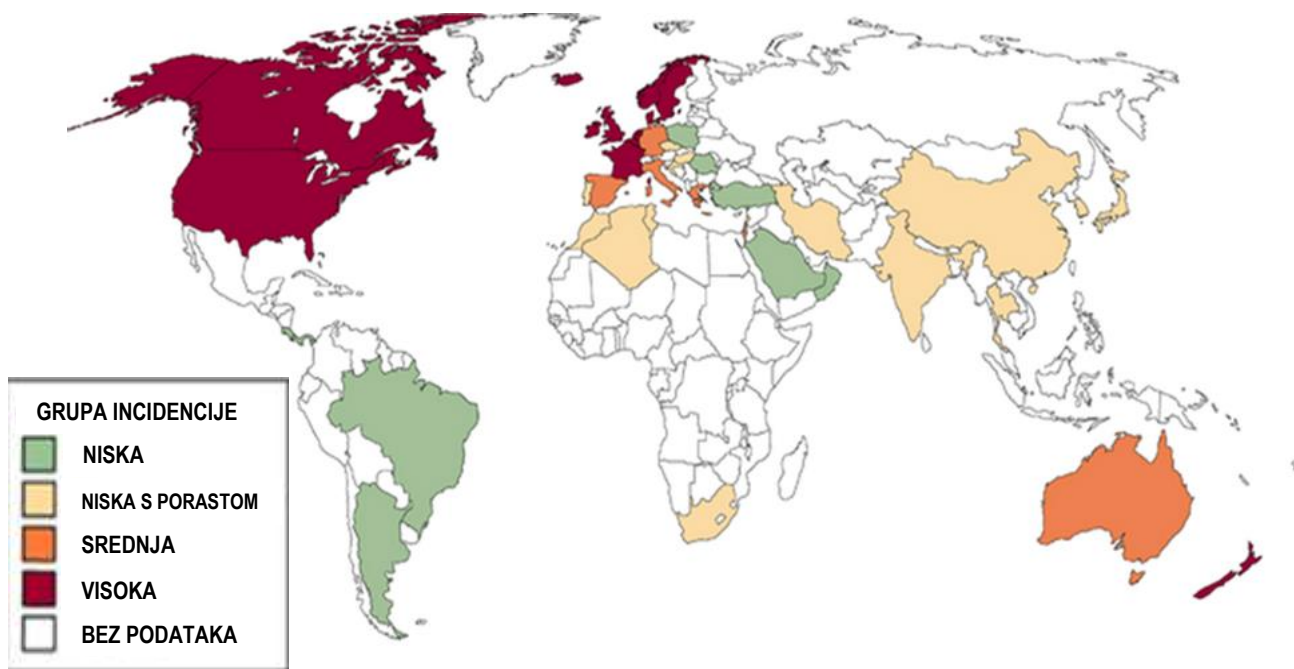 GRUPA INCIDENCIJE
NISKA
NISKA S PORASTOM
SREDNJA
VISOKA
BEZ PODATAKA